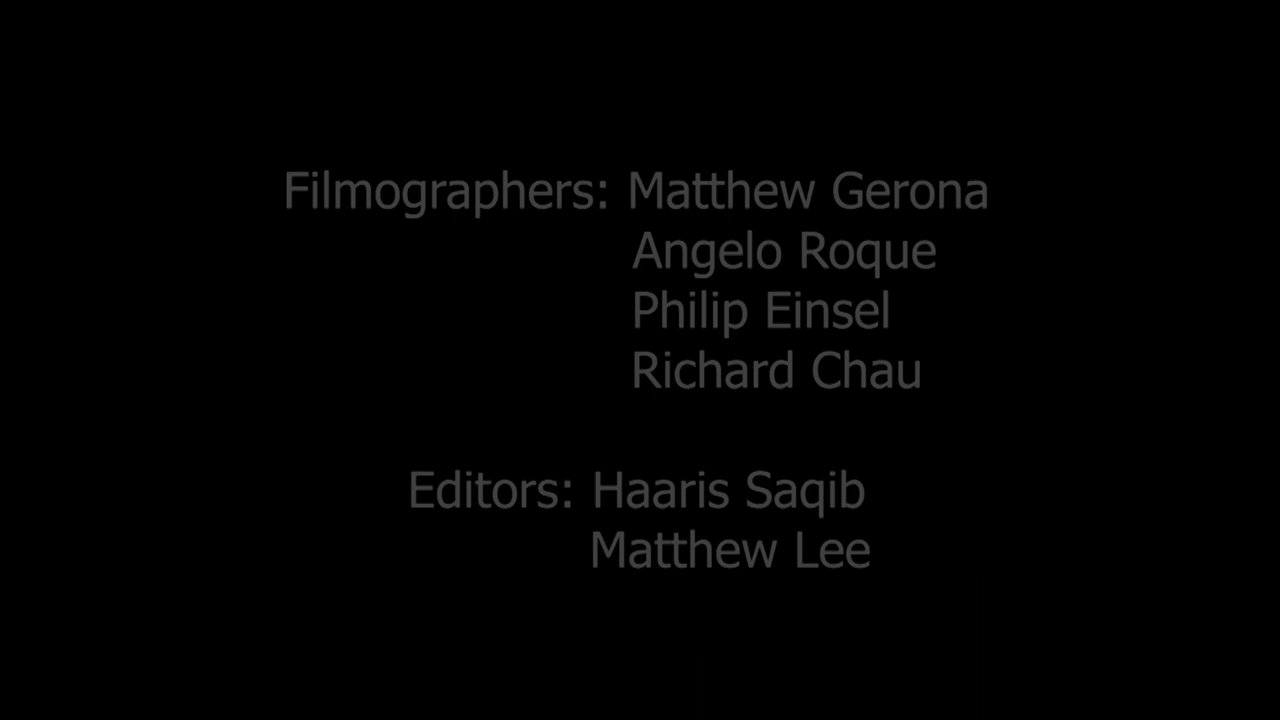 Filmographers: Matthew Gerona
Angelo Roque
Philip Einsel
Richard Chau
Editors: Haaris Saqib
Matthew Lee